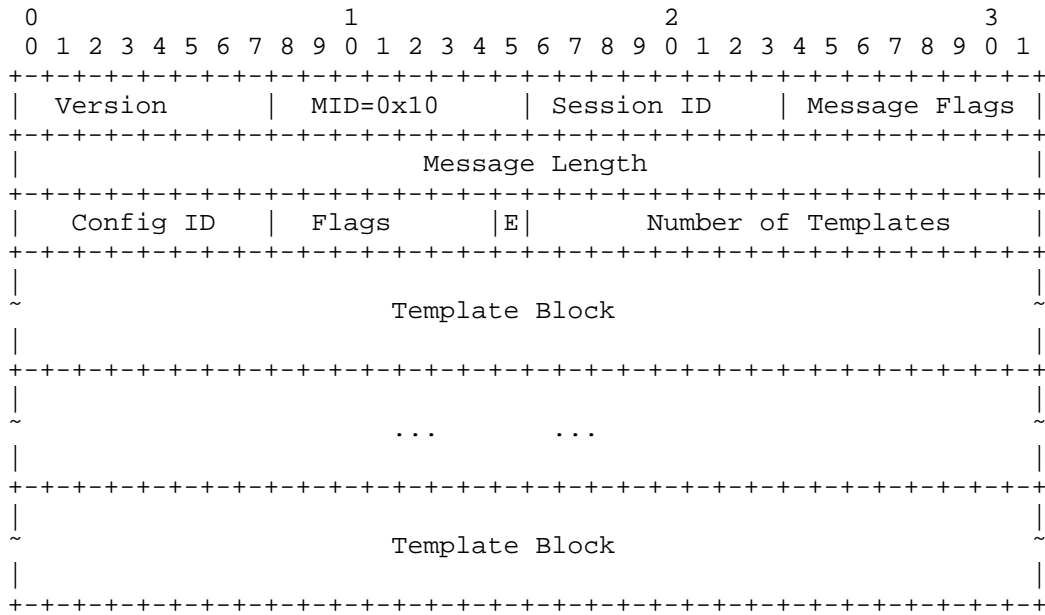 0                   1                   2                   3
 0 1 2 3 4 5 6 7 8 9 0 1 2 3 4 5 6 7 8 9 0 1 2 3 4 5 6 7 8 9 0 1
+-+-+-+-+-+-+-+-+-+-+-+-+-+-+-+-+-+-+-+-+-+-+-+-+-+-+-+-+-+-+-+-+
|  Version      |  MID=0x10     | Session ID    | Message Flags |
+-+-+-+-+-+-+-+-+-+-+-+-+-+-+-+-+-+-+-+-+-+-+-+-+-+-+-+-+-+-+-+-+
|                         Message Length                        |
+-+-+-+-+-+-+-+-+-+-+-+-+-+-+-+-+-+-+-+-+-+-+-+-+-+-+-+-+-+-+-+-+
|   Config ID   |  Flags      |E|       Number of Templates     |
+-+-+-+-+-+-+-+-+-+-+-+-+-+-+-+-+-+-+-+-+-+-+-+-+-+-+-+-+-+-+-+-+
|                                                               |
~                       Template Block                          ~
|                                                               |
+-+-+-+-+-+-+-+-+-+-+-+-+-+-+-+-+-+-+-+-+-+-+-+-+-+-+-+-+-+-+-+-+
|                                                               |
~                       ...       ...                           ~
|                                                               |
+-+-+-+-+-+-+-+-+-+-+-+-+-+-+-+-+-+-+-+-+-+-+-+-+-+-+-+-+-+-+-+-+
|                                                               |
~                       Template Block                          ~
|                                                               |
+-+-+-+-+-+-+-+-+-+-+-+-+-+-+-+-+-+-+-+-+-+-+-+-+-+-+-+-+-+-+-+-+